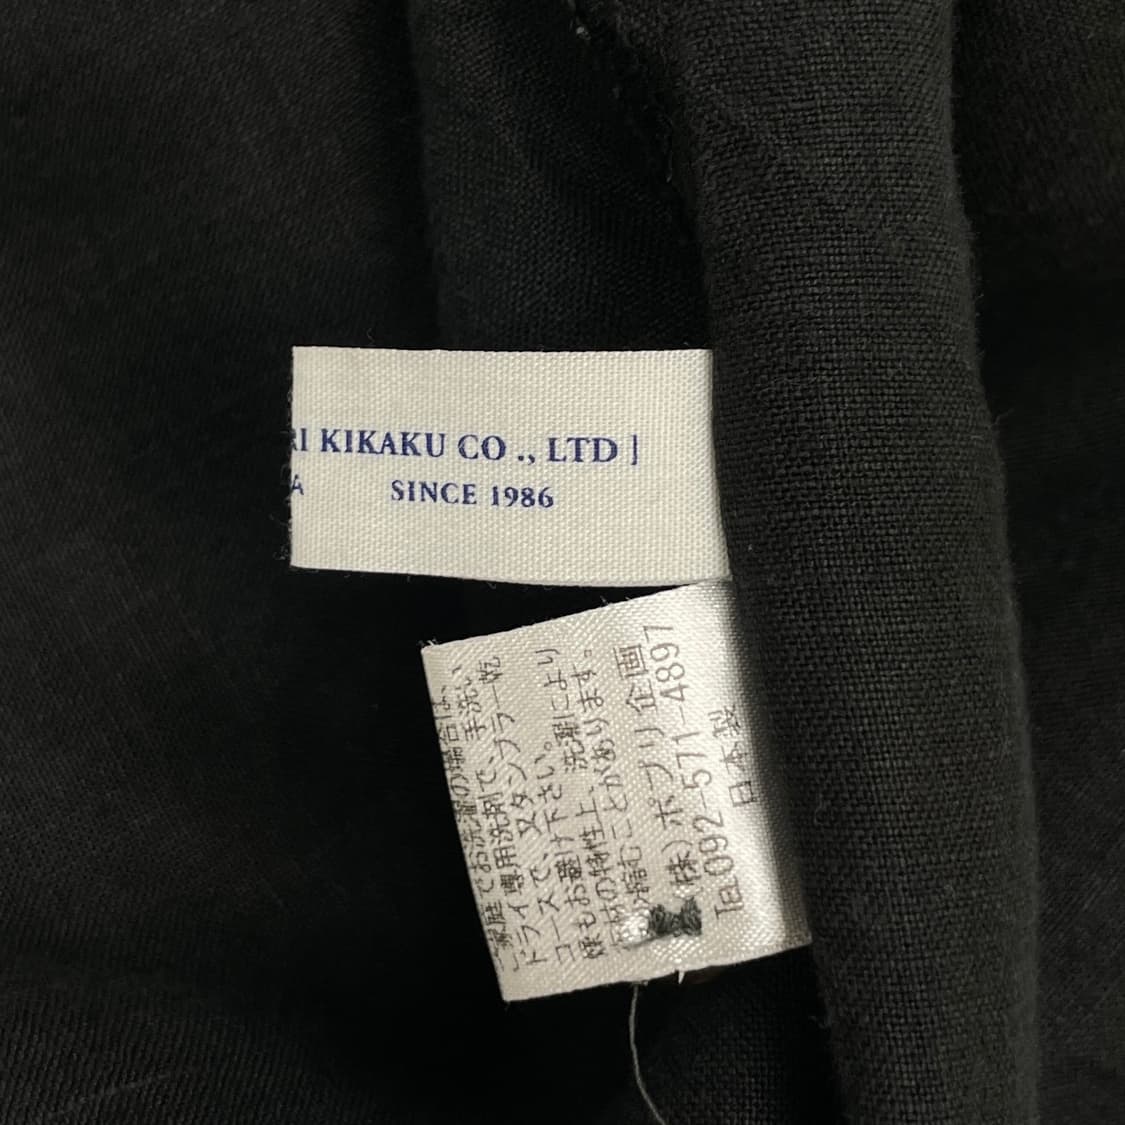 RI KIKAKU CO ., LTD ]
A SINCE 1986
ご家庭でお洗濯の場合は、
ドライ専用洗剤で、手洗い
コースで、又タンブラー乾
燥もお避け下さい。
素材の特性上、洗濯により
少々縮むことがあります。
(株)ポプリ企画
TEL092-571-4897
日本製